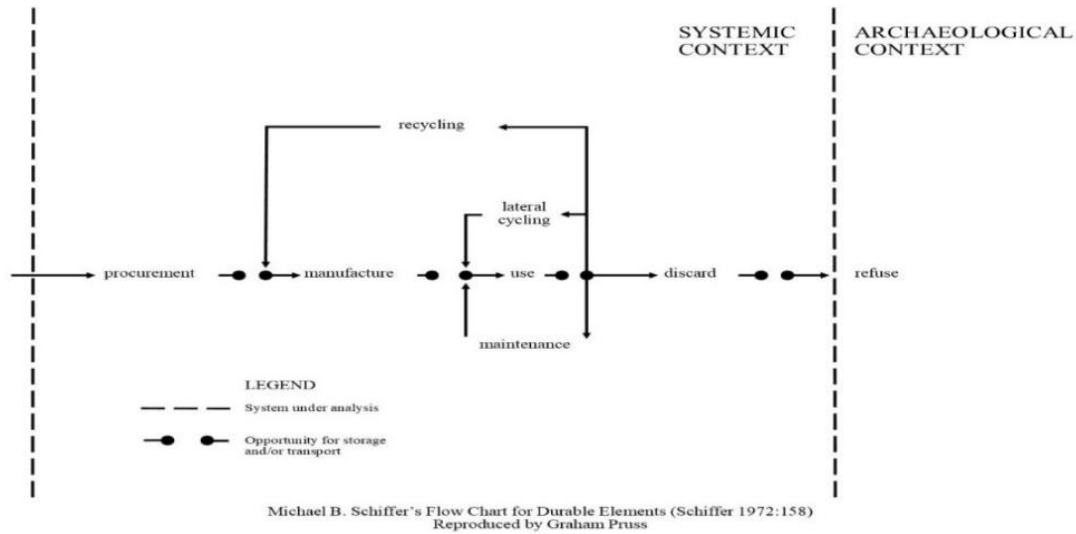 SYSTEMIC
CONTEXT
ARCHAEOLOGICAL
CONTEXT
recycling
lateral
cycling
procurement
manufacture
use
discard
refuse
maintenance
LEGEND
System under analysis
Opportunity for storage
and/or transport
Michael B. Schiffer's Flow Chart for Durable Elements (Schiffer 1972:158)
Reproduced by Graham Pruss